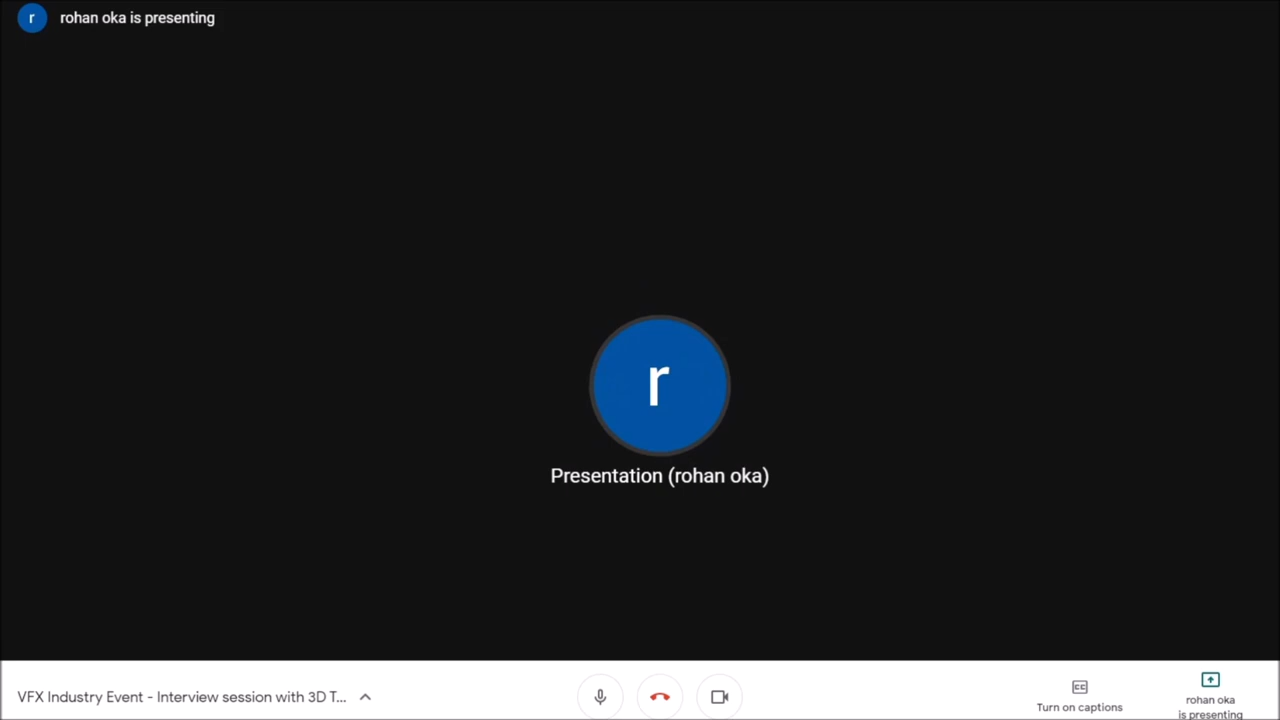 r
rohan oka is presenting
r
Presentation (rohan oka)
VFX Industry Event - Interview session with 3D T...
CC
Turn on captions
rohan oka
is presenting